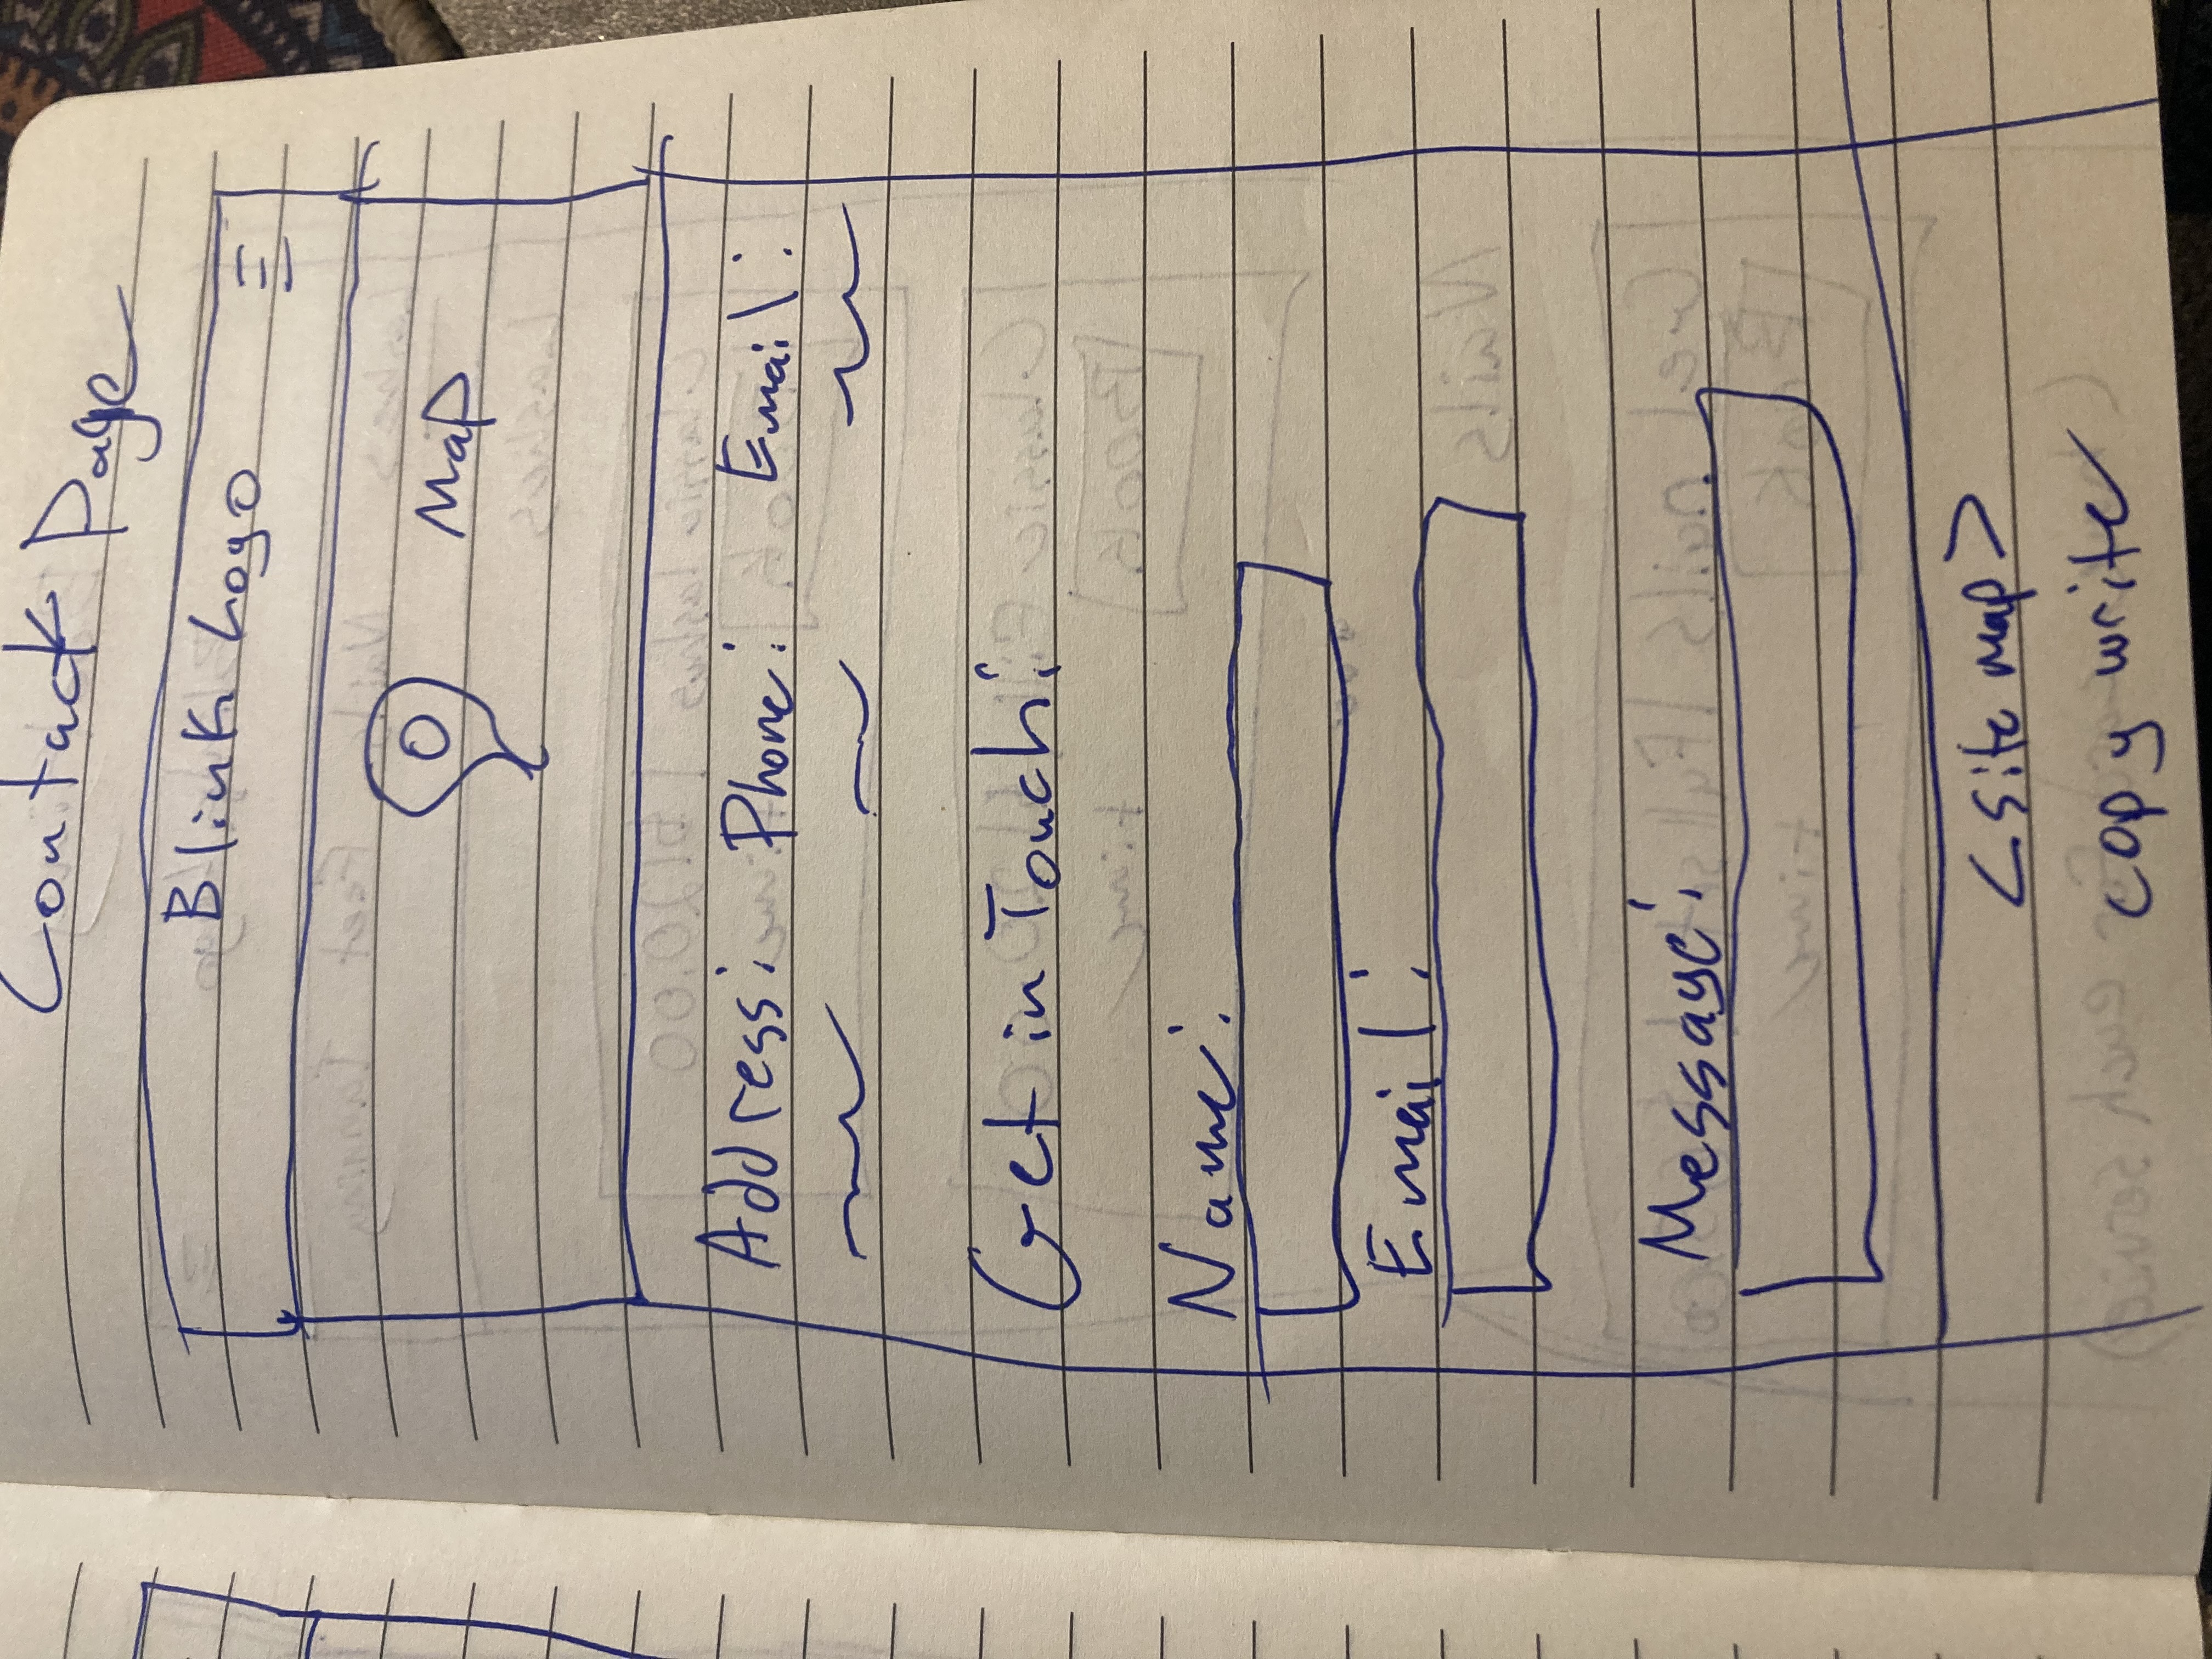 Contact Page
Blink Logo
Map
Address: Phone: Email:
Get in Touch:
Name:
Email:
Message:
<site map>
copy write